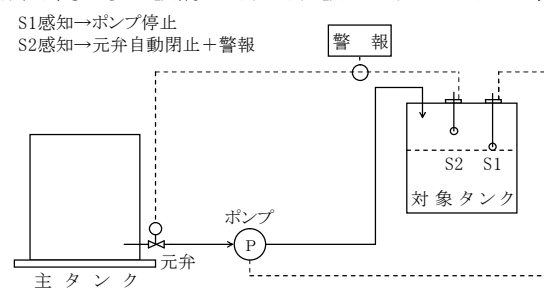 S1感知→ポンプ停止
S2感知→元弁自動閉止＋警報
警 報
S2 S1
対象タンク
ポンプ
P
元弁
主タンク